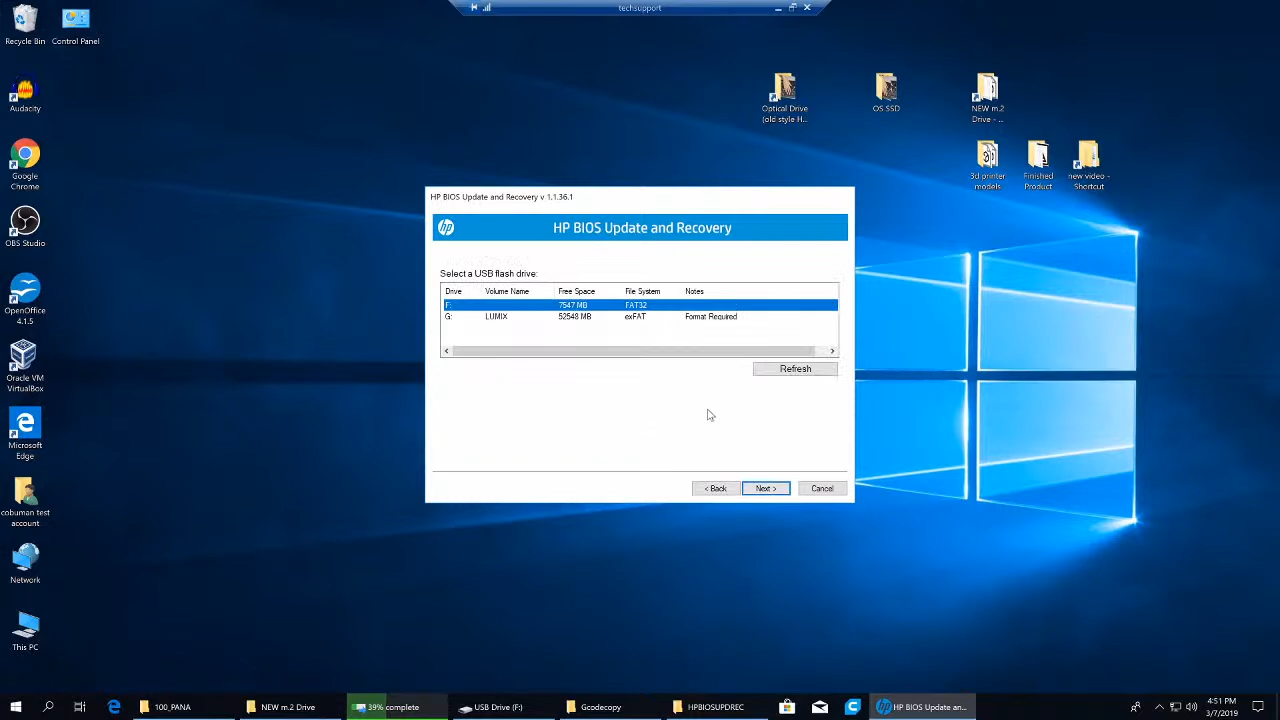 techsupport
Recycle Bin
Control Panel
Audacity
Optical Drive
(old style H...
OS SSD
NEW m.2
Drive - ...
Google
Chrome
3d printer
models
Finished
Product
new video -
Shortcut
HP BIOS Update and Recovery v 1.1.36.1
hp
HP BIOS Update and Recovery
OBS Studio
Select a USB flash drive:
Drive Volume Name Free Space File System Notes
F: 7547 MB FAT32
G: LUMIX 52548 MB exFAT Format Required
OpenOffice
4.1.5
Refresh
Oracle VM
VirtualBox
Microsoft
Edge
< Back Next > Cancel
cobuman test
account
Network
This PC
100_PANA
NEW m.2 Drive
39% complete
USB Drive (F:)
Gcodecopy
HPBIOSUPDREC
HP BIOS Update an...
4:51 PM
3/7/2019